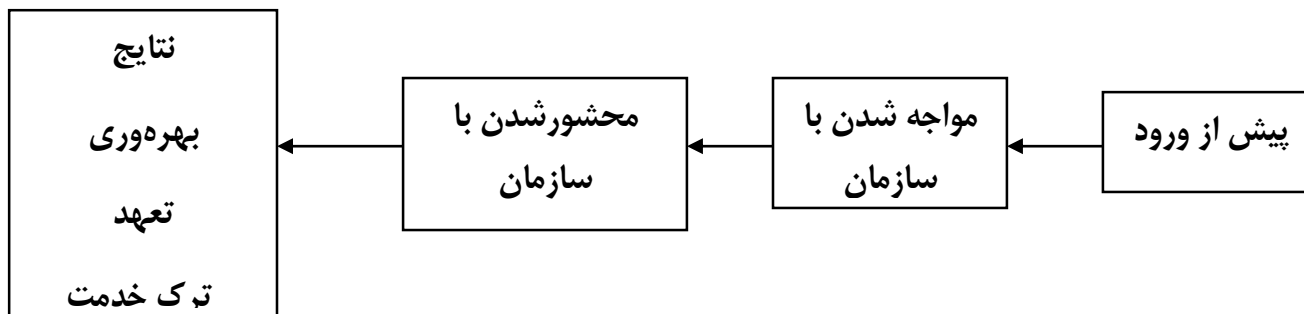 پیش از ورود
مواجه شدن با
سازمان
محشورشدن با
سازمان
نتایج
بهره‌وری
تعهد
ترک خدمت